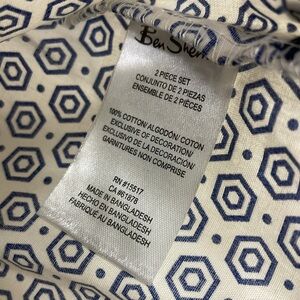 Ben Sherman
2 PIECE SET
CONJUNTO DE 2 PIEZAS
ENSEMBLE DE 2 PIÈCES
100% COTTON/ALGODÓN/COTON
EXCLUSIVE OF DECORATION/
EXCLUSIVO DE LA DECORACION/
GARNITURES NON COMPRISE
RN #15517
CA #61878
MADE IN BANGLADESH
HECHO EN BANGLADESH
FABRIQUÉ AU BANGLADESH